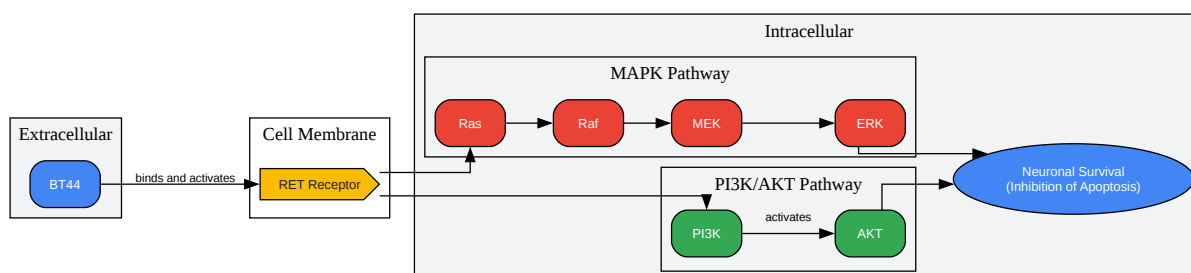 Intracellular
MAPK Pathway
Ras
Raf
MEK
ERK
Extracellular
BT44
binds and activates
Cell Membrane
RET Receptor
PI3K/AKT Pathway
PI3K
activates
AKT
Neuronal Survival
(Inhibition of Apoptosis)